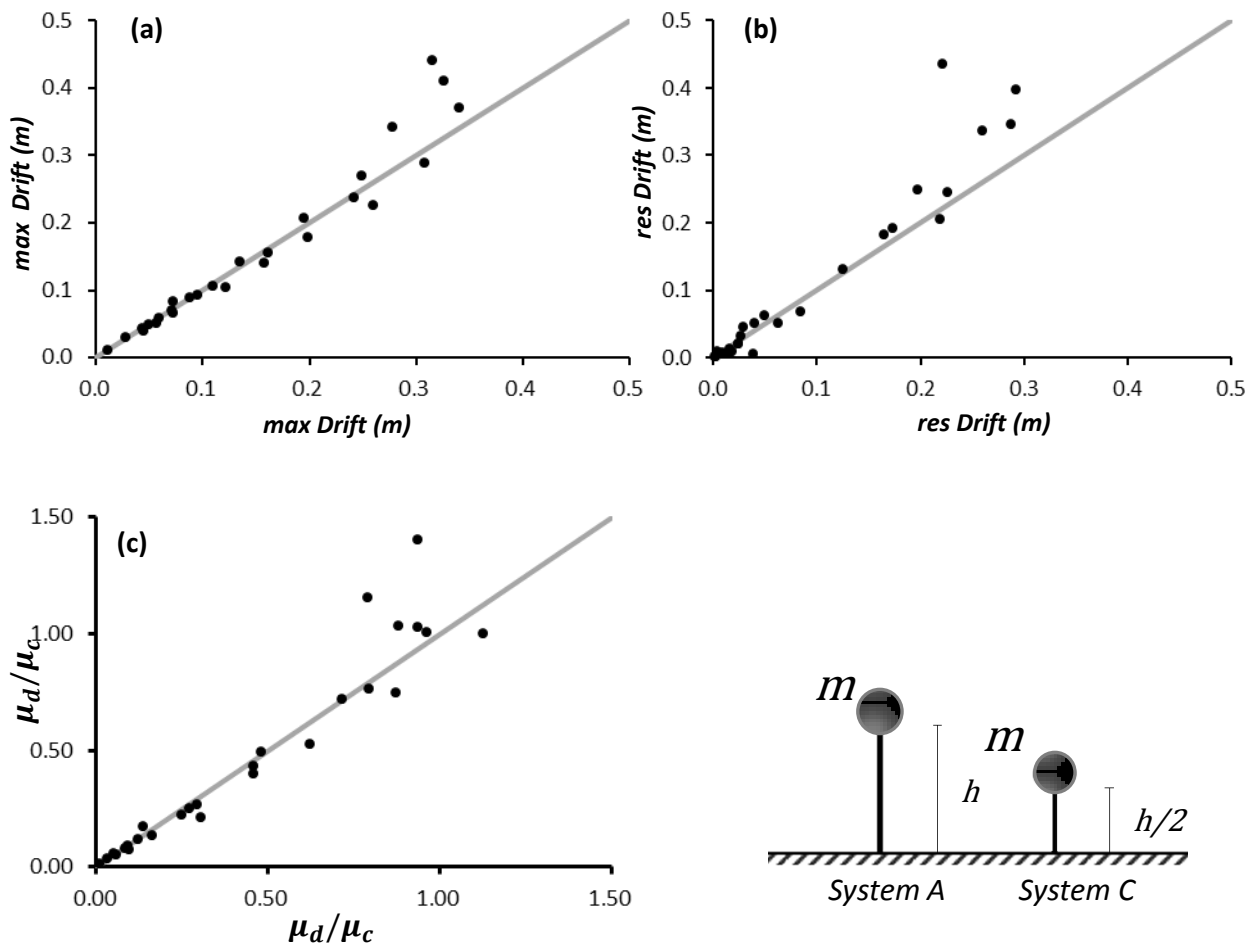 (a)
0.5
0.4
0.3
0.2
0.1
0.0
max Drift (m)
0.0 0.1 0.2 0.3 0.4 0.5
max Drift (m)
(b)
0.5
0.4
0.3
0.2
0.1
0.0
res Drift (m)
0.0 0.1 0.2 0.3 0.4 0.5
res Drift (m)
(c)
1.50
1.00
0.50
0.00
μd/μc
0.00 0.50 1.00 1.50
μd/μc
m
m
h
h/2
System A
System C